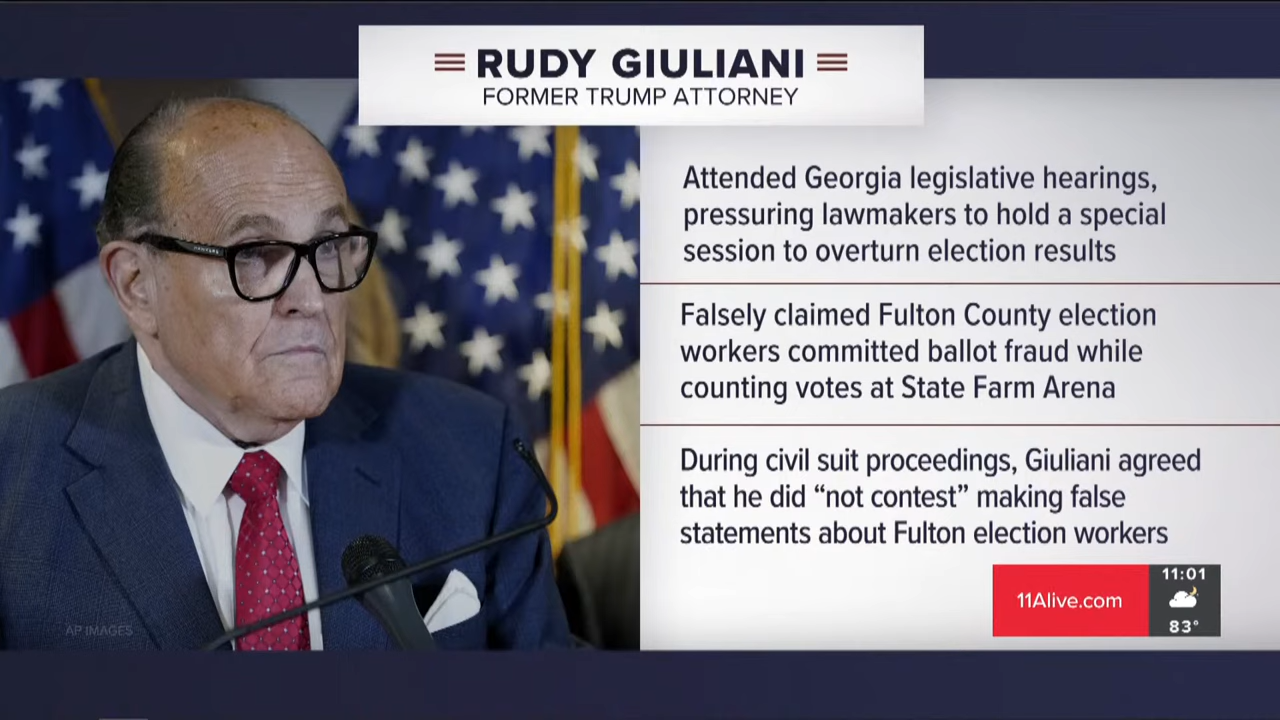 RUDY GIULIANI
FORMER TRUMP ATTORNEY
Attended Georgia legislative hearings,
pressuring lawmakers to hold a special
session to overturn election results
Falsely claimed Fulton County election
workers committed ballot fraud while
counting votes at State Farm Arena
During civil suit proceedings, Giuliani agreed
that he did “not contest” making false
statements about Fulton election workers
AP IMAGES
11Alive.com
11:01
83°